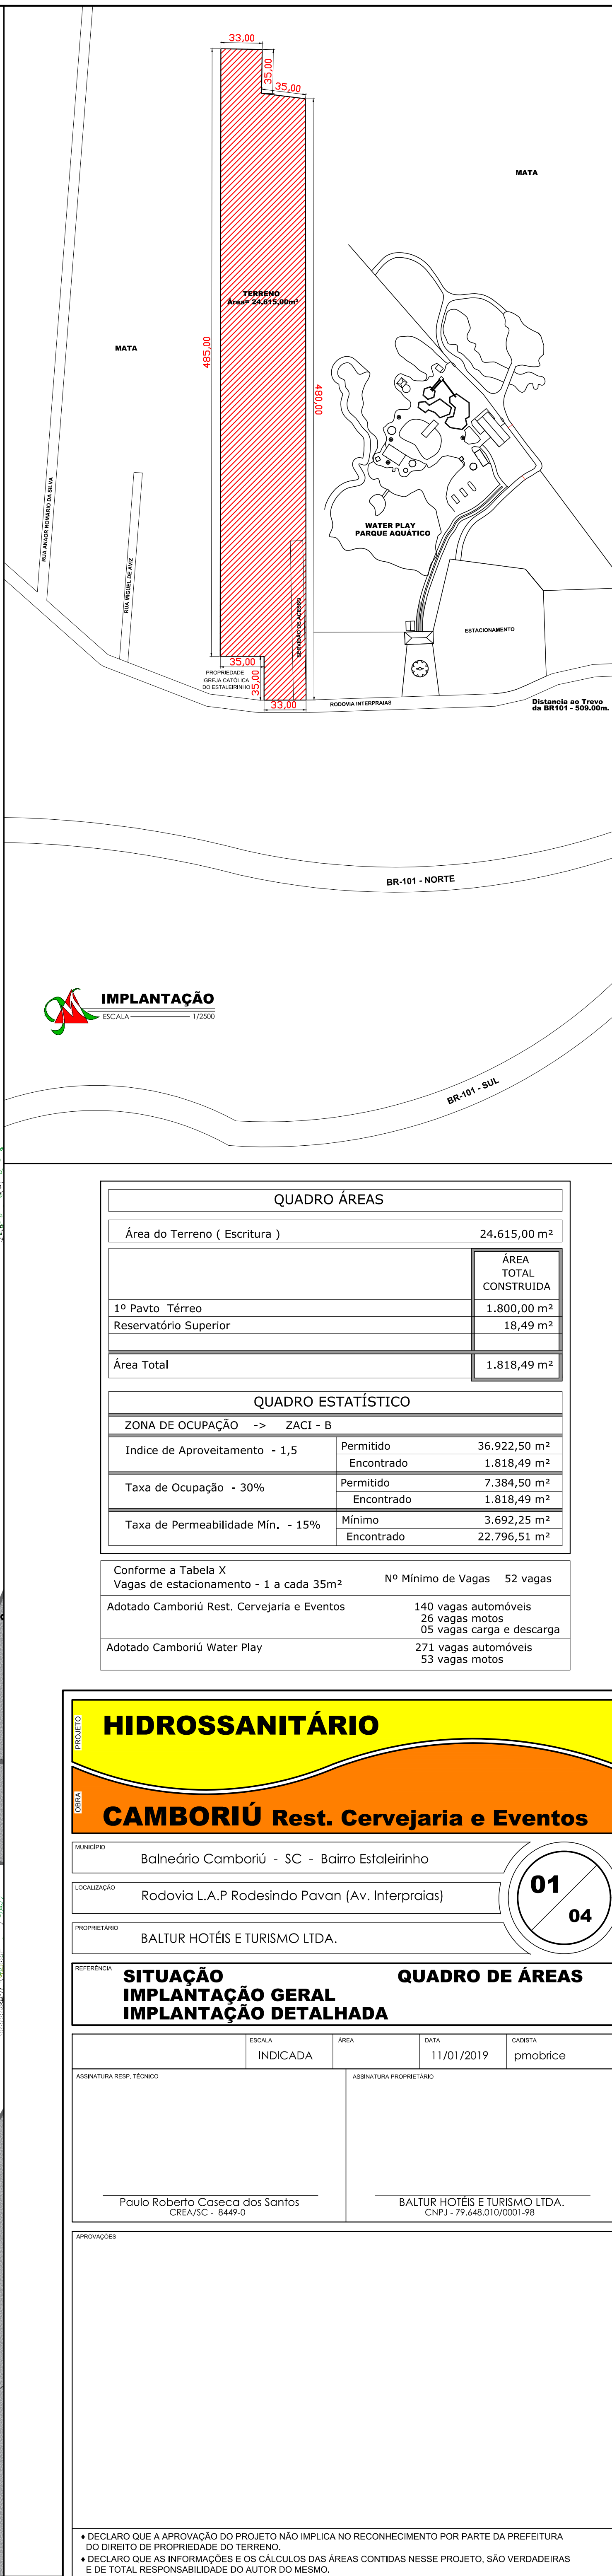 33,00
35,00
35,00
MATA
TERRENO
Área= 24.615,00m²
MATA
485,00
480,00
RUA ANAOR ROMÁRIO DA SILVA
RUA MIGUEL DE AVIZ
WATER PLAY
PARQUE AQUÁTICO
SERVIDÃO DE ACESSO
ESTACIONAMENTO
35,00
PROPRIEDADE
IGREJA CATÓLICA
DO ESTALEIRINHO
35,00
33,00
RODOVIA INTERPRAIAS
Distancia ao Trevo
da BR101 - 509.00m.
BR-101 - NORTE
IMPLANTAÇÃO
ESCALA 1/2500
BR-101 - SUL
QUADRO ÁREAS
Área do Terreno ( Escritura ) 24.615,00 m²
ÁREA
TOTAL
CONSTRUIDA
1º Pavto Térreo 1.800,00 m²
Reservatório Superior 18,49 m²
Área Total 1.818,49 m²
QUADRO ESTATÍSTICO
ZONA DE OCUPAÇÃO -> ZACI - B
Indice de Aproveitamento - 1,5
Permitido 36.922,50 m²
Encontrado 1.818,49 m²
Taxa de Ocupação - 30%
Permitido 7.384,50 m²
Encontrado 1.818,49 m²
Taxa de Permeabilidade Mín. - 15%
Mínimo 3.692,25 m²
Encontrado 22.796,51 m²
Conforme a Tabela X
Vagas de estacionamento - 1 a cada 35m²
Nº Mínimo de Vagas 52 vagas
Adotado Camboriú Rest. Cervejaria e Eventos
140 vagas automóveis
26 vagas motos
05 vagas carga e descarga
Adotado Camboriú Water Play
271 vagas automóveis
53 vagas motos
PROJETO
HIDROSSANITÁRIO
OBRA
CAMBORIÚ Rest. Cervejaria e Eventos
MUNICÍPIO
Balneário Camboriú - SC - Bairro Estaleirinho
LOCALIZAÇÃO
Rodovia L.A.P Rodesindo Pavan (Av. Interpraias)
PROPRIETÁRIO
BALTUR HOTÉIS E TURISMO LTDA.
01
04
REFERÊNCIA
SITUAÇÃO QUADRO DE ÁREAS
IMPLANTAÇÃO GERAL
IMPLANTAÇÃO DETALHADA
ESCALA
INDICADA
ÁREA
DATA
11/01/2019
CADISTA
pmobrice
ASSINATURA RESP. TÉCNICO
ASSINATURA PROPRIETÁRIO
Paulo Roberto Caseca dos Santos
CREA/SC - 8449-0
BALTUR HOTÉIS E TURISMO LTDA.
CNPJ - 79.648.010/0001-98
APROVAÇÕES
♦ DECLARO QUE A APROVAÇÃO DO PROJETO NÃO IMPLICA NO RECONHECIMENTO POR PARTE DA PREFEITURA
DO DIREITO DE PROPRIEDADE DO TERRENO.
♦ DECLARO QUE AS INFORMAÇÕES E OS CÁLCULOS DAS ÁREAS CONTIDAS NESSE PROJETO, SÃO VERDADEIRAS
E DE TOTAL RESPONSABILIDADE DO AUTOR DO MESMO.